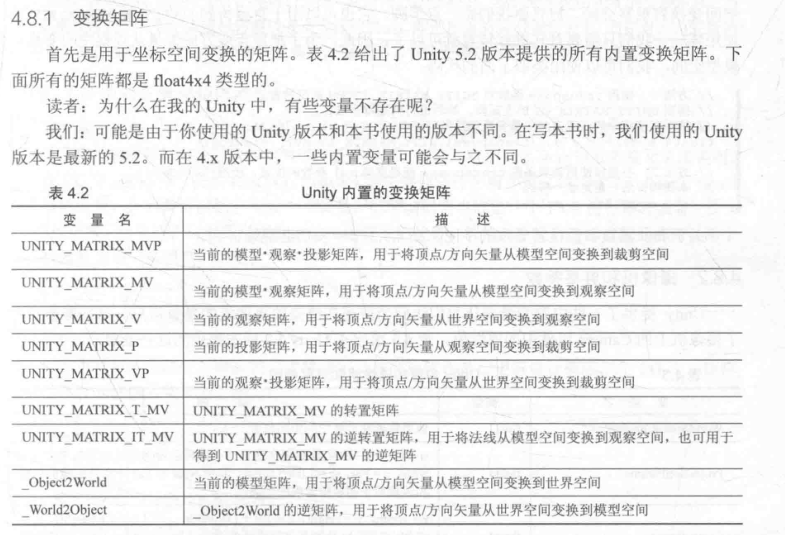 4.8.1 变换矩阵
首先是用于坐标空间变换的矩阵。表 4.2 给出了 Unity 5.2 版本提供的所有内置变换矩阵。下
面所有的矩阵都是 float4x4 类型的。
读者：为什么在我的 Unity 中，有些变量不存在呢？
我们：可能是由于你使用的 Unity 版本和本书使用的版本不同。在写本书时，我们使用的 Unity
版本是最新的 5.2。而在 4.x 版本中，一些内置变量可能会与之不同。
表 4.2 Unity 内置的变换矩阵
变 量 名 描 述
UNITY_MATRIX_MVP 当前的模型·观察·投影矩阵，用于将顶点/方向矢量从模型空间变换到裁剪空间
UNITY_MATRIX_MV 当前的模型·观察矩阵，用于将顶点/方向矢量从模型空间变换到观察空间
UNITY_MATRIX_V 当前的观察矩阵，用于将顶点/方向矢量从世界空间变换到观察空间
UNITY_MATRIX_P 当前的投影矩阵，用于将顶点/方向矢量从观察空间变换到裁剪空间
UNITY_MATRIX_VP 当前的观察·投影矩阵，用于将顶点/方向矢量从世界空间变换到裁剪空间
UNITY_MATRIX_T_MV UNITY_MATRIX_MV 的转置矩阵
UNITY_MATRIX_IT_MV UNITY_MATRIX_MV 的逆转置矩阵，用于将法线从模型空间变换到观察空间，也可用于
得到 UNITY_MATRIX_MV 的逆矩阵
_Object2World 当前的模型矩阵，用于将顶点/方向矢量从模型空间变换到世界空间
_World2Object _Object2World 的逆矩阵，用于将顶点/方向矢量从世界空间变换到模型空间